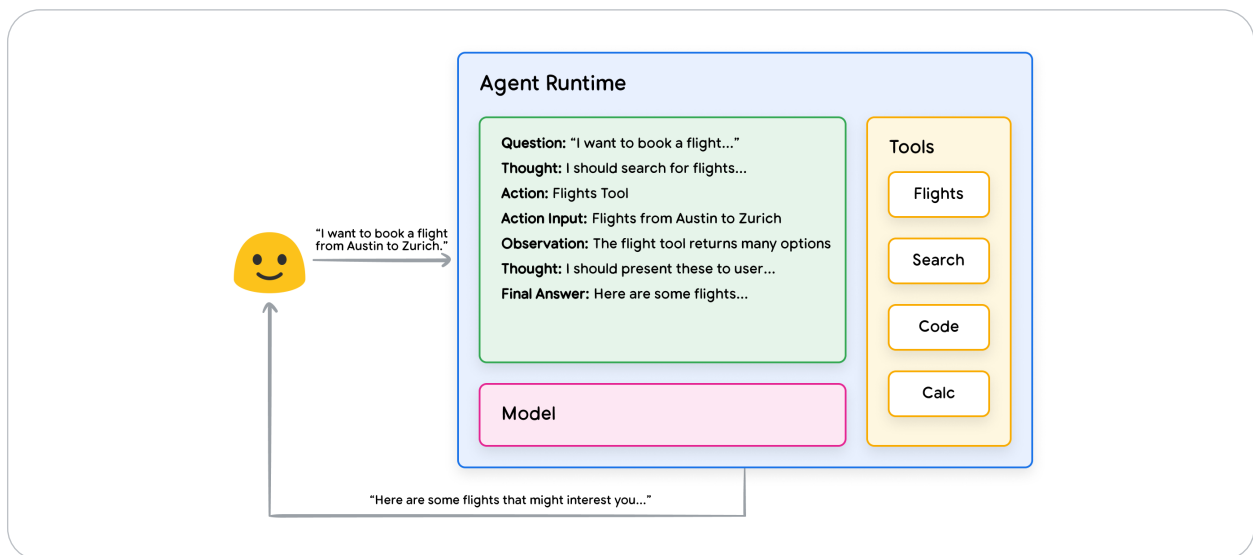 Agent Runtime
Question: “I want to book a flight...”
Thought: I should search for flights...
Action: Flights Tool
Action Input: Flights from Austin to Zurich
Observation: The flight tool returns many options
Thought: I should present these to user...
Final Answer: Here are some flights...
Tools
Flights
Search
Code
Calc
“I want to book a flight
from Austin to Zurich.”
Model
“Here are some flights that might interest you...”